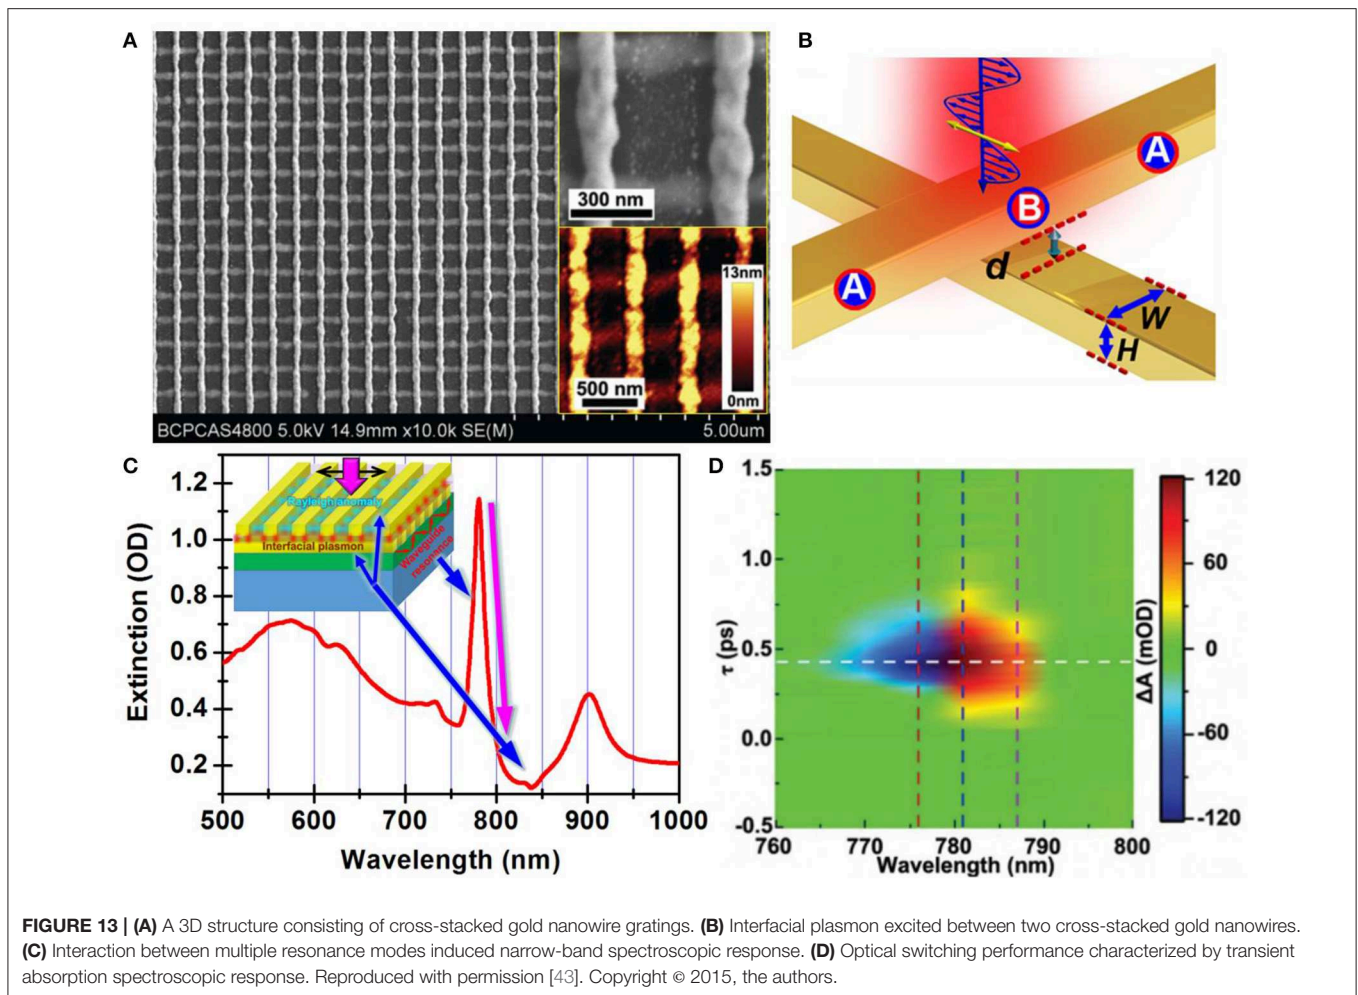 A
300 nm
13nm
500 nm
0nm
BCPCAS4800 5.0kV 14.9mm x10.0k SE(M) 5.00um
B
A
B
A
d
W
H
C
1.2
1.0
0.8
0.6
0.4
0.2
Extinction (OD)
Rayleigh anomaly
Interfacial plasmon
Waveguide
resonance
500 600 700 800 900 1000
Wavelength (nm)
D
1.5
1.0
0.5
0.0
-0.5
τ (ps)
760 770 780 790 800
Wavelength (nm)
120
60
0
-60
-120
ΔA (mOD)
FIGURE 13 | (A) A 3D structure consisting of cross-stacked gold nanowire gratings. (B) Interfacial plasmon excited between two cross-stacked gold nanowires.
(C) Interaction between multiple resonance modes induced narrow-band spectroscopic response. (D) Optical switching performance characterized by transient
absorption spectroscopic response. Reproduced with permission [43]. Copyright © 2015, the authors.